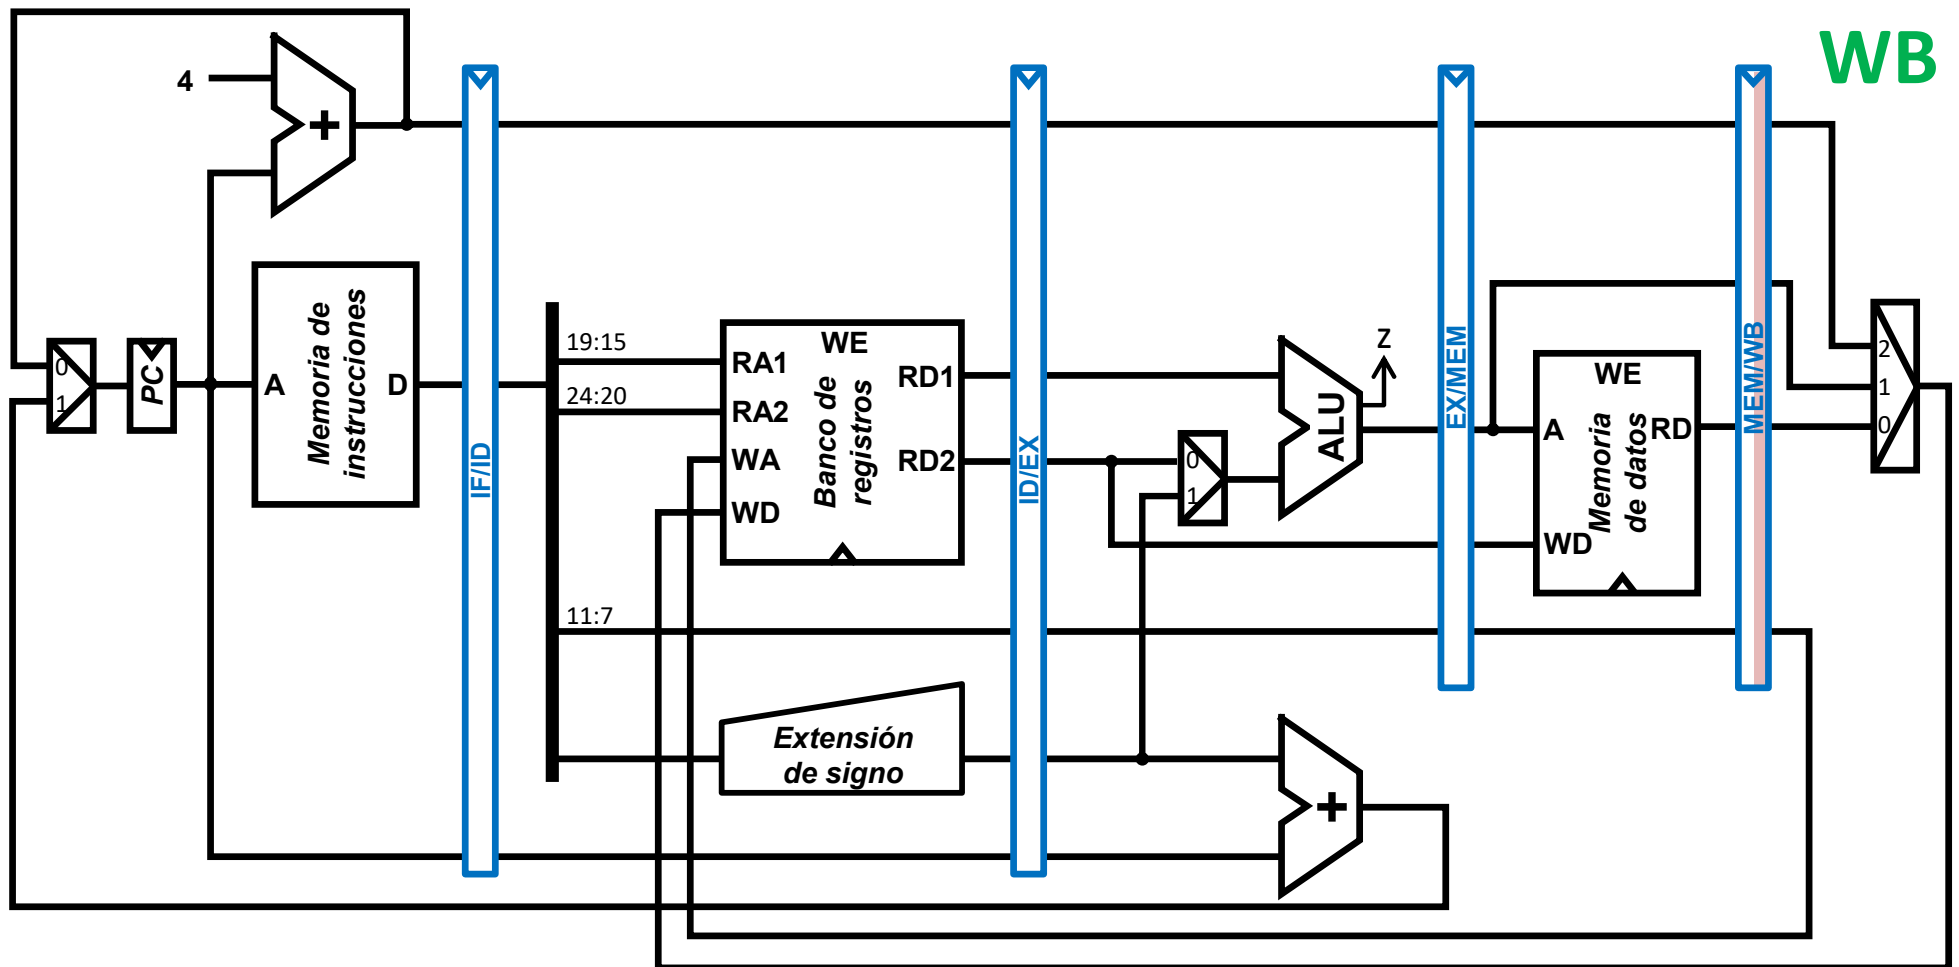 WB
4
+
Memoria de
instrucciones
A
D
0
1
PC
IF/ID
19:15
24:20
11:7
WE
RA1
RA2
WA
WD
Banco de
registros
RD1
RD2
ID/EX
0
1
ALU
Z
EX/MEM
WE
A
RD
WD
Memoria
de datos
MEM/WB
2
1
0
Extensión
de signo
+